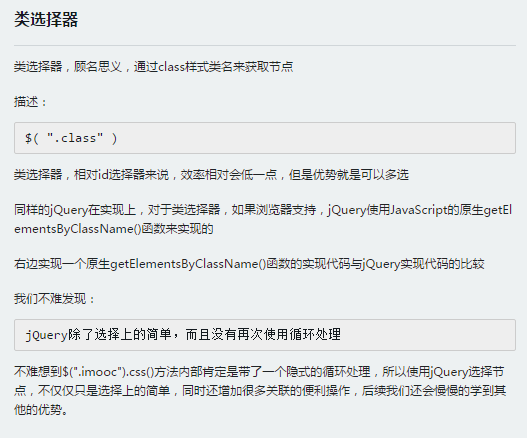 类选择器
类选择器，顾名思义，通过class样式类名来获取节点
描述：
$( ".class" )
类选择器，相对id选择器来说，效率相对会低一点，但是优势就是可以多选
同样的jQuery在实现上，对于类选择器，如果浏览器支持，jQuery使用JavaScript的原生getEl
ementsByClassName()函数来实现的
右边实现一个原生getElementsByClassName()函数的实现代码与jQuery实现代码的比较
我们不难发现：
jQuery除了选择上的简单，而且没有再次使用循环处理
不难想到$(".imooc").css()方法内部肯定是带了一个隐式的循环处理，所以使用jQuery选择节
点，不仅仅只是选择上的简单，同时还增加很多关联的便利操作，后续我们还会慢慢的学到其
他的优势。